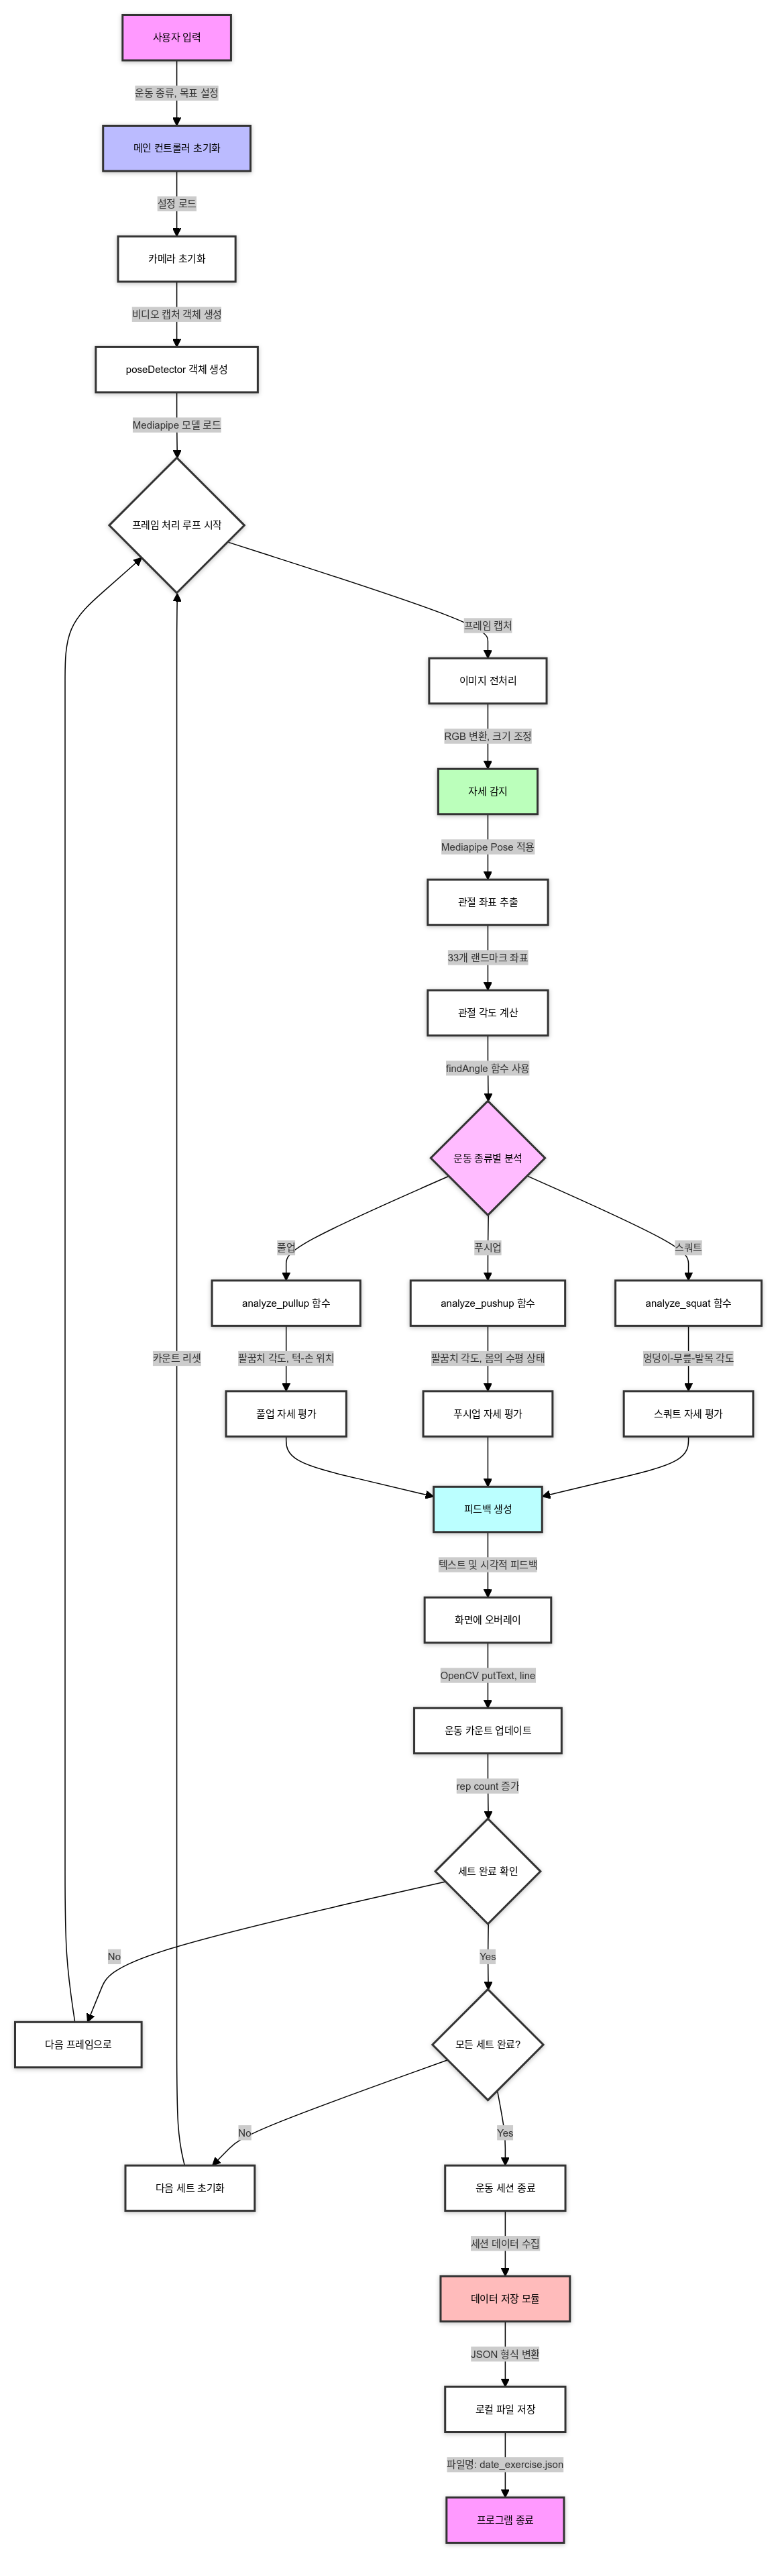 사용자 입력
운동 종류, 목표 설정
메인 컨트롤러 초기화
설정 로드
카메라 초기화
비디오 캡처 객체 생성
poseDetector 객체 생성
Mediapipe 모델 로드
프레임 처리 루프 시작
프레임 캡처
이미지 전처리
RGB 변환, 크기 조정
자세 감지
Mediapipe Pose 적용
관절 좌표 추출
33개 랜드마크 좌표
관절 각도 계산
findAngle 함수 사용
운동 종류별 분석
풀업
푸시업
스쿼트
analyze_pullup 함수
analyze_pushup 함수
analyze_squat 함수
카운트 리셋
팔꿈치 각도, 턱-손 위치
팔꿈치 각도, 몸의 수평 상태
엉덩이-무릎-발목 각도
풀업 자세 평가
푸시업 자세 평가
스쿼트 자세 평가
피드백 생성
텍스트 및 시각적 피드백
화면에 오버레이
OpenCV putText, line
운동 카운트 업데이트
rep count 증가
세트 완료 확인
No
Yes
다음 프레임으로
모든 세트 완료?
No
Yes
다음 세트 초기화
운동 세션 종료
세션 데이터 수집
데이터 저장 모듈
JSON 형식 변환
로컬 파일 저장
파일명: date_exercise.json
프로그램 종료